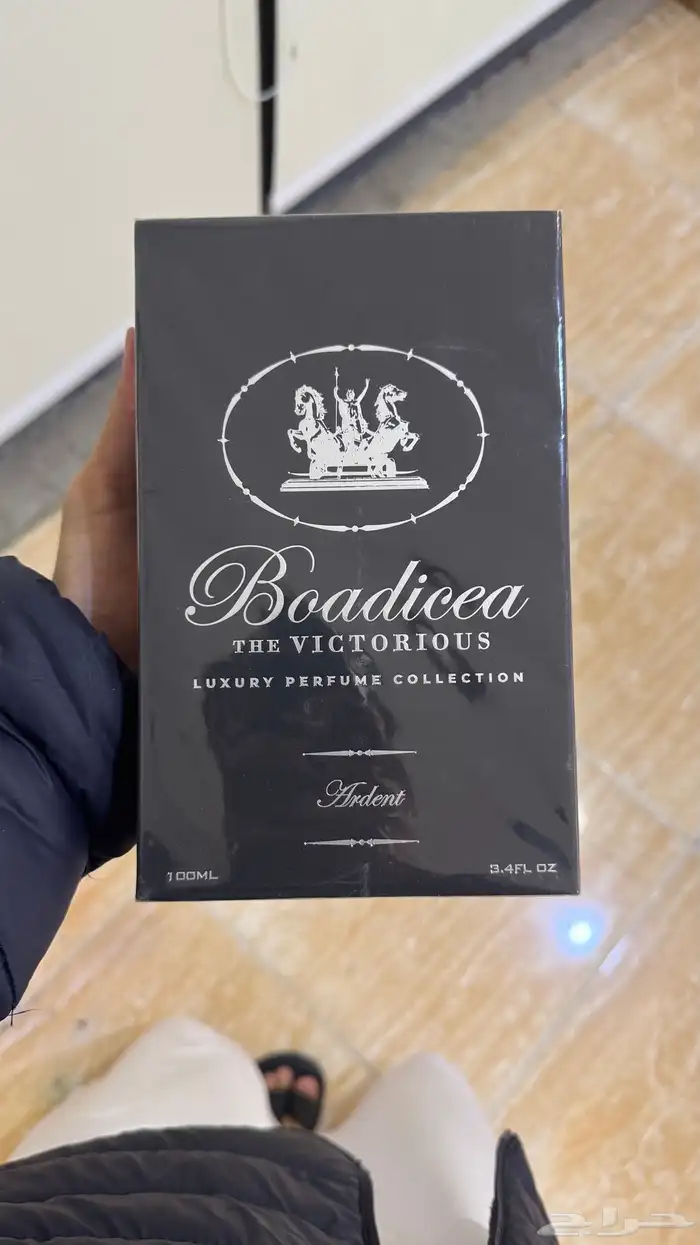 Boadicea
THE VICTORIOUS
LUXURY PERFUME COLLECTION
Ardent
100ML
3.4FL OZ
حراج